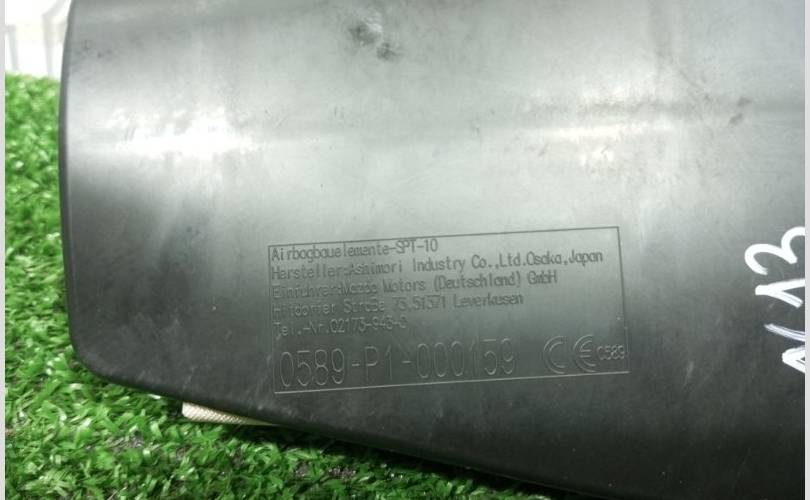 Airbagbauelemente-SPT-10
Hersteller:Ashimori Industry Co.,Ltd.Osaka,Japan
Einführer:Mazda Motors (Deutschland) GmbH
Hitdorfer Straße 73,51371 Leverkusen
Tel.-Nr.02173-943-0
0589-P1-000159 CE 0589